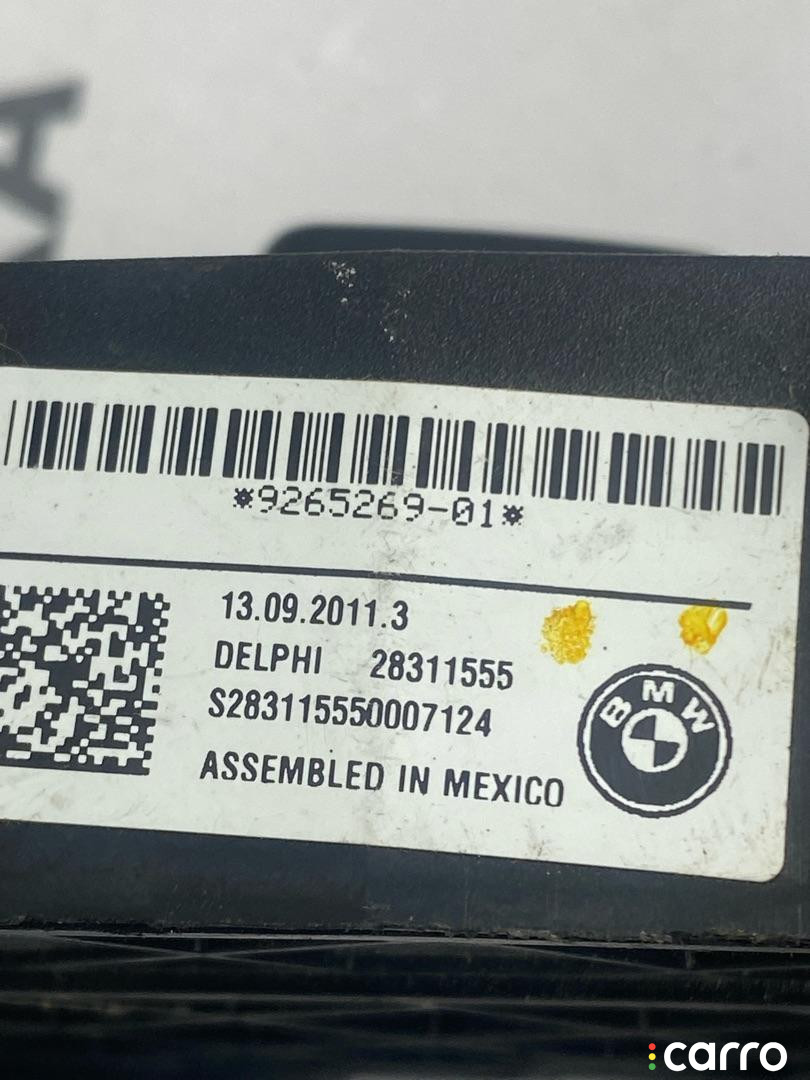 *9265269-01*
13.09.2011.3
DELPHI 28311555
S283115550007124
ASSEMBLED IN MEXICO
BMW
carro